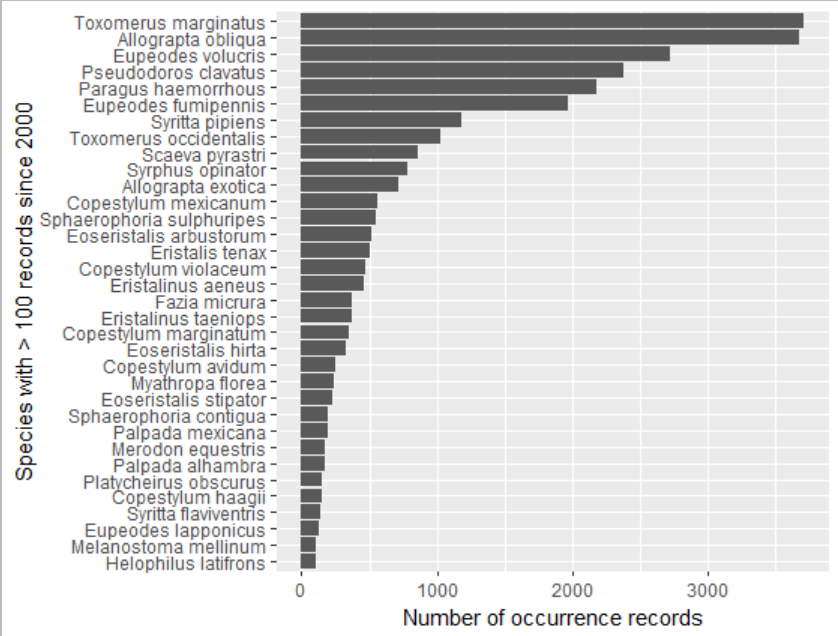 Species with > 100 records since 2000
Toxomerus marginatus
Allograpta obliqua
Eupeodes volucris
Pseudodoros clavatus
Paragus haemorrhous
Eupeodes fumipennis
Syritta pipiens
Toxomerus occidentalis
Scaeva pyrastri
Syrphus opinator
Allograpta exotica
Copestylum mexicanum
Sphaerophoria sulphuripes
Eoseristalis arbustorum
Eristalis tenax
Copestylum violaceum
Eristalinus aeneus
Fazia micrura
Eristalinus taeniops
Copestylum marginatum
Eoseristalis hirta
Copestylum avidum
Myathropa florea
Eoseristalis stipator
Sphaerophoria contigua
Palpada mexicana
Merodon equestris
Palpada alhambra
Platycheirus obscurus
Copestylum haagii
Syritta flaviventris
Eupeodes lapponicus
Melanostoma mellinum
Helophilus latifrons
0 1000 2000 3000
Number of occurrence records